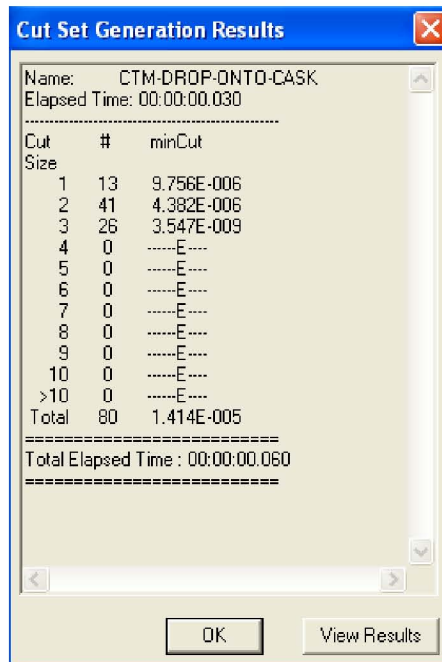 Cut Set Generation Results
Name: CTM-DROP-ONTO-CASK
Elapsed Time: 00:00:00.030
--------------------------------------------------
Cut # minCut
Size
1 13 9.756E-006
2 41 4.382E-006
3 26 3.547E-009
4 0 ------E----
5 0 ------E----
6 0 ------E----
7 0 ------E----
8 0 ------E----
9 0 ------E----
10 0 ------E----
>10 0 ------E----
Total 80 1.414E-005
===========================
Total Elapsed Time : 00:00:00.060
===========================
OK View Results